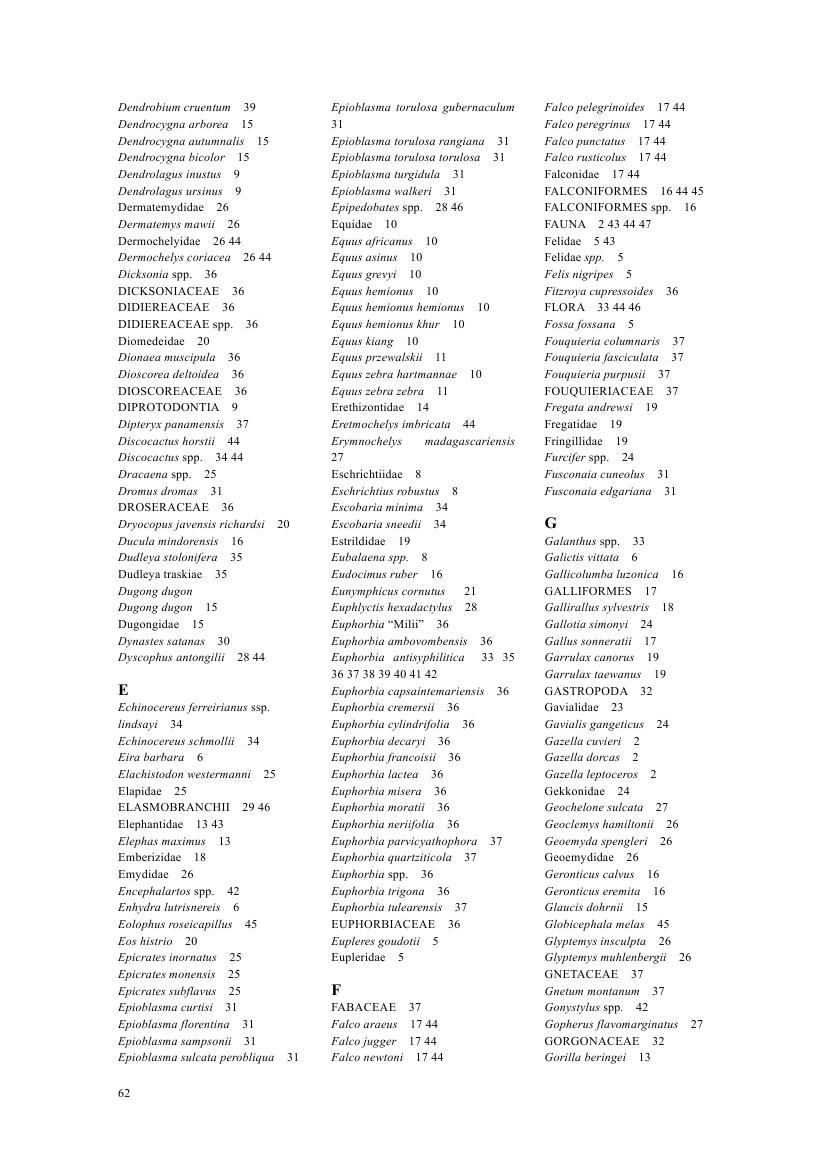 Dendrobium cruentum 39
Dendrocygna arborea 15
Dendrocygna autumnalis 15
Dendrocygna bicolor 15
Dendrolagus inustus 9
Dendrolagus ursinus 9
Dermatemydidae 26
Dermatemys mawii 26
Dermochelyidae 26 44
Dermochelys coriacea 26 44
Dicksonia spp. 36
DICKSONIACEAE 36
DIDIEREACEAE 36
DIDIEREACEAE spp. 36
Diomedeidae 20
Dionaea muscipula 36
Dioscorea deltoidea 36
DIOSCOREACEAE 36
DIPROTODONTIA 9
Dipteryx panamensis 37
Discocactus horstii 44
Discocactus spp. 34 44
Dracaena spp. 25
Dromus dromas 31
DROSERACEAE 36
Dryocopus javensis richardsi 20
Ducula mindorensis 16
Dudleya stolonifera 35
Dudleya traskiae 35
Dugong dugon
Dugong dugon 15
Dugongidae 15
Dynastes satanas 30
Dyscophus antongilii 28 44
E
Echinocereus ferreirianus ssp.
lindsayi 34
Echinocereus schmollii 34
Eira barbara 6
Elachistodon westermanni 25
Elapidae 25
ELASMOBRANCHII 29 46
Elephantidae 13 43
Elephas maximus 13
Emberizidae 18
Emydidae 26
Encephalartos spp. 42
Enhydra lutrisnereis 6
Eolophus roseicapillus 45
Eos histrio 20
Epicrates inornatus 25
Epicrates monensis 25
Epicrates subflavus 25
Epioblasma curtisi 31
Epioblasma florentina 31
Epioblasma sampsonii 31
Epioblasma sulcata perobliqua 31
Epioblasma torulosa gubernaculum
31
Epioblasma torulosa rangiana 31
Epioblasma torulosa torulosa 31
Epioblasma turgidula 31
Epioblasma walkeri 31
Epipedobates spp. 28 46
Equidae 10
Equus africanus 10
Equus asinus 10
Equus grevyi 10
Equus hemionus 10
Equus hemionus hemionus 10
Equus hemionus khur 10
Equus kiang 10
Equus przewalskii 11
Equus zebra hartmannae 10
Equus zebra zebra 11
Erethizontidae 14
Eretmochelys imbricata 44
Erymnochelys madagascariensis
27
Eschrichtiidae 8
Eschrichtius robustus 8
Escobaria minima 34
Escobaria sneedii 34
Estrildidae 19
Eubalaena spp. 8
Eudocimus ruber 16
Eunymphicus cornutus 21
Euphlyctis hexadactylus 28
Euphorbia “Milii” 36
Euphorbia ambovombensis 36
Euphorbia antisyphilitica 33 35
36 37 38 39 40 41 42
Euphorbia capsaintemariensis 36
Euphorbia cremersii 36
Euphorbia cylindrifolia 36
Euphorbia decaryi 36
Euphorbia francoisii 36
Euphorbia lactea 36
Euphorbia misera 36
Euphorbia moratii 36
Euphorbia neriifolia 36
Euphorbia parvicyathophora 37
Euphorbia quartziticola 37
Euphorbia spp. 36
Euphorbia trigona 36
Euphorbia tulearensis 37
EUPHORBIACEAE 36
Eupleres goudotii 5
Eupleridae 5
F
FABACEAE 37
Falco araeus 17 44
Falco jugger 17 44
Falco newtoni 17 44
Falco pelegrinoides 17 44
Falco peregrinus 17 44
Falco punctatus 17 44
Falco rusticolus 17 44
Falconidae 17 44
FALCONIFORMES 16 44 45
FALCONIFORMES spp. 16
FAUNA 2 43 44 47
Felidae 5 43
Felidae spp. 5
Felis nigripes 5
Fitzroya cupressoides 36
FLORA 33 44 46
Fossa fossana 5
Fouquieria columnaris 37
Fouquieria fasciculata 37
Fouquieria purpusii 37
FOUQUIERIACEAE 37
Fregata andrewsi 19
Fregatidae 19
Fringillidae 19
Furcifer spp. 24
Fusconaia cuneolus 31
Fusconaia edgariana 31
G
Galanthus spp. 33
Galictis vittata 6
Gallicolumba luzonica 16
GALLIFORMES 17
Gallirallus sylvestris 18
Gallotia simonyi 24
Gallus sonneratii 17
Garrulax canorus 19
Garrulax taewanus 19
GASTROPODA 32
Gavialidae 23
Gavialis gangeticus 24
Gazella cuvieri 2
Gazella dorcas 2
Gazella leptoceros 2
Gekkonidae 24
Geochelone sulcata 27
Geoclemys hamiltonii 26
Geoemyda spengleri 26
Geoemydidae 26
Geronticus calvus 16
Geronticus eremita 16
Glaucis dohrnii 15
Globicephala melas 45
Glyptemys insculpta 26
Glyptemys muhlenbergii 26
GNETACEAE 37
Gnetum montanum 37
Gonystylus spp. 42
Gopherus flavomarginatus 27
GORGONACEAE 32
Gorilla beringei 13
62